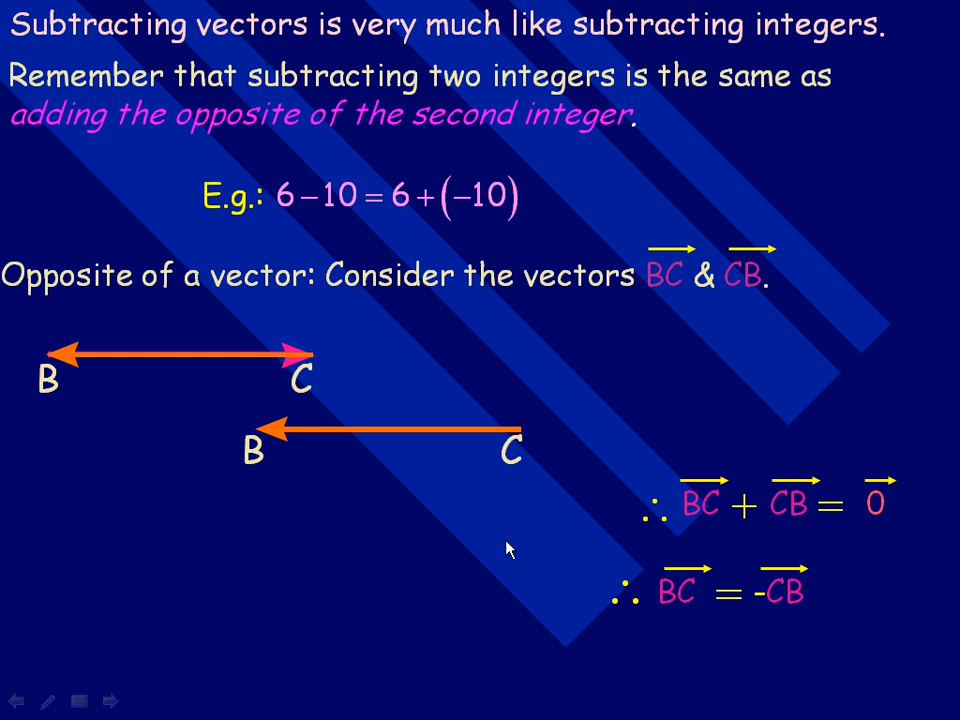 Subtracting vectors is very much like subtracting integers.
Remember that subtracting two integers is the same as
adding the opposite of the second integer.
E.g.: 6 − 10 = 6 + (−10)
Opposite of a vector: Consider the vectors BC & CB.
B C
B C
∴ BC + CB = 0
∴ BC = -CB